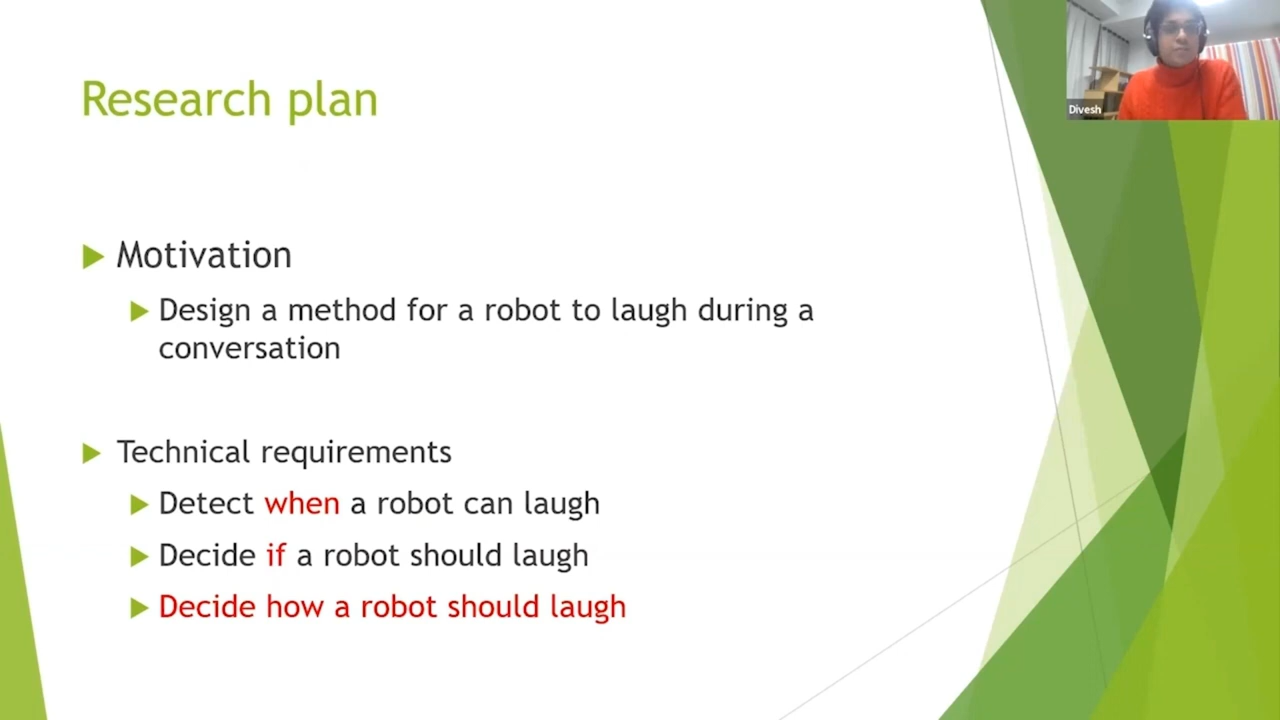 Research plan
Divesh
Motivation
Design a method for a robot to laugh during a
conversation
Technical requirements
Detect when a robot can laugh
Decide if a robot should laugh
Decide how a robot should laugh